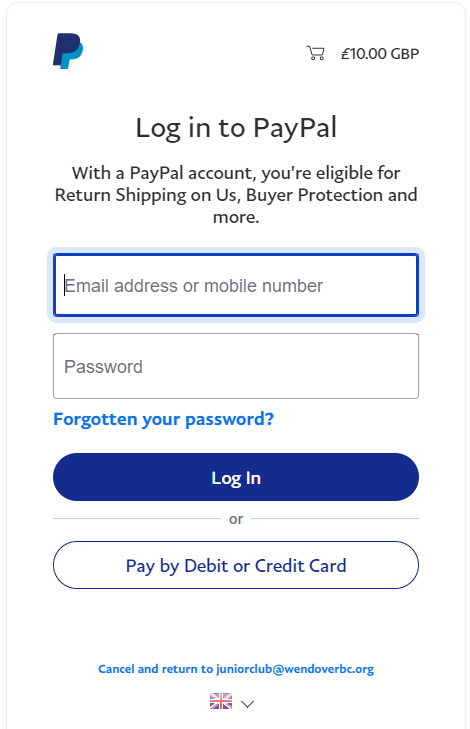 £10.00 GBP
Log in to PayPal
With a PayPal account, you're eligible for
Return Shipping on Us, Buyer Protection and
more.
Email address or mobile number
Password
Forgotten your password?
Log In
or
Pay by Debit or Credit Card
Cancel and return to juniorclub@wendoverbc.org